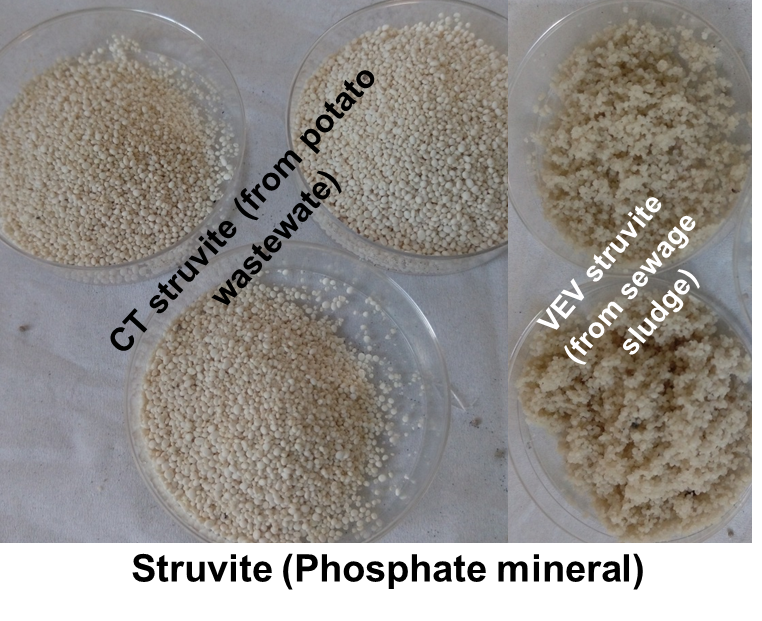 CT struvite (from potato
wastewate)
VEV struvite
(from sewage
sludge)
Struvite (Phosphate mineral)